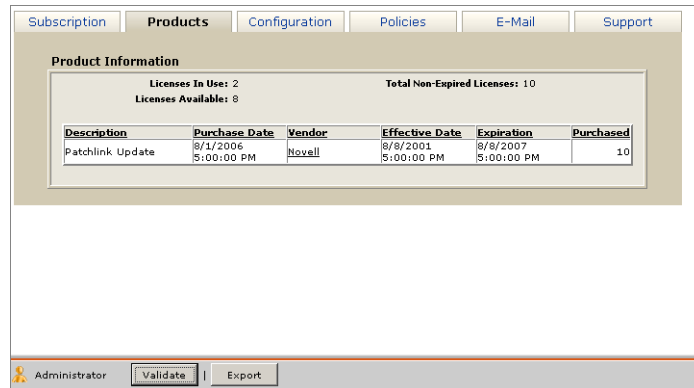 Subscription Products Configuration Policies E-Mail Support
Product Information
Licenses In Use: 2 Total Non-Expired Licenses: 10
Licenses Available: 8
Description Purchase Date Vendor Effective Date Expiration Purchased
Patchlink Update 8/1/2006 5:00:00 PM Novell 8/8/2001 5:00:00 PM 8/8/2007 5:00:00 PM 10
Administrator Validate | Export